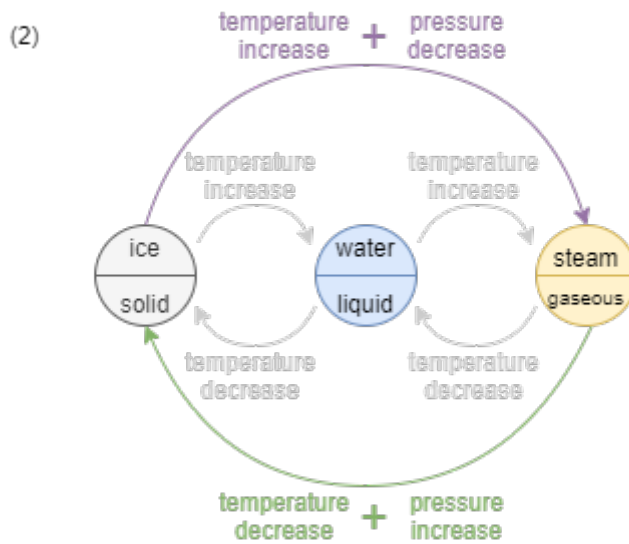 (2)
temperature + pressure
increase decrease
temperature temperature
increase increase
ice water steam
solid liquid gaseous
temperature temperature
decrease decrease
temperature + pressure
decrease increase